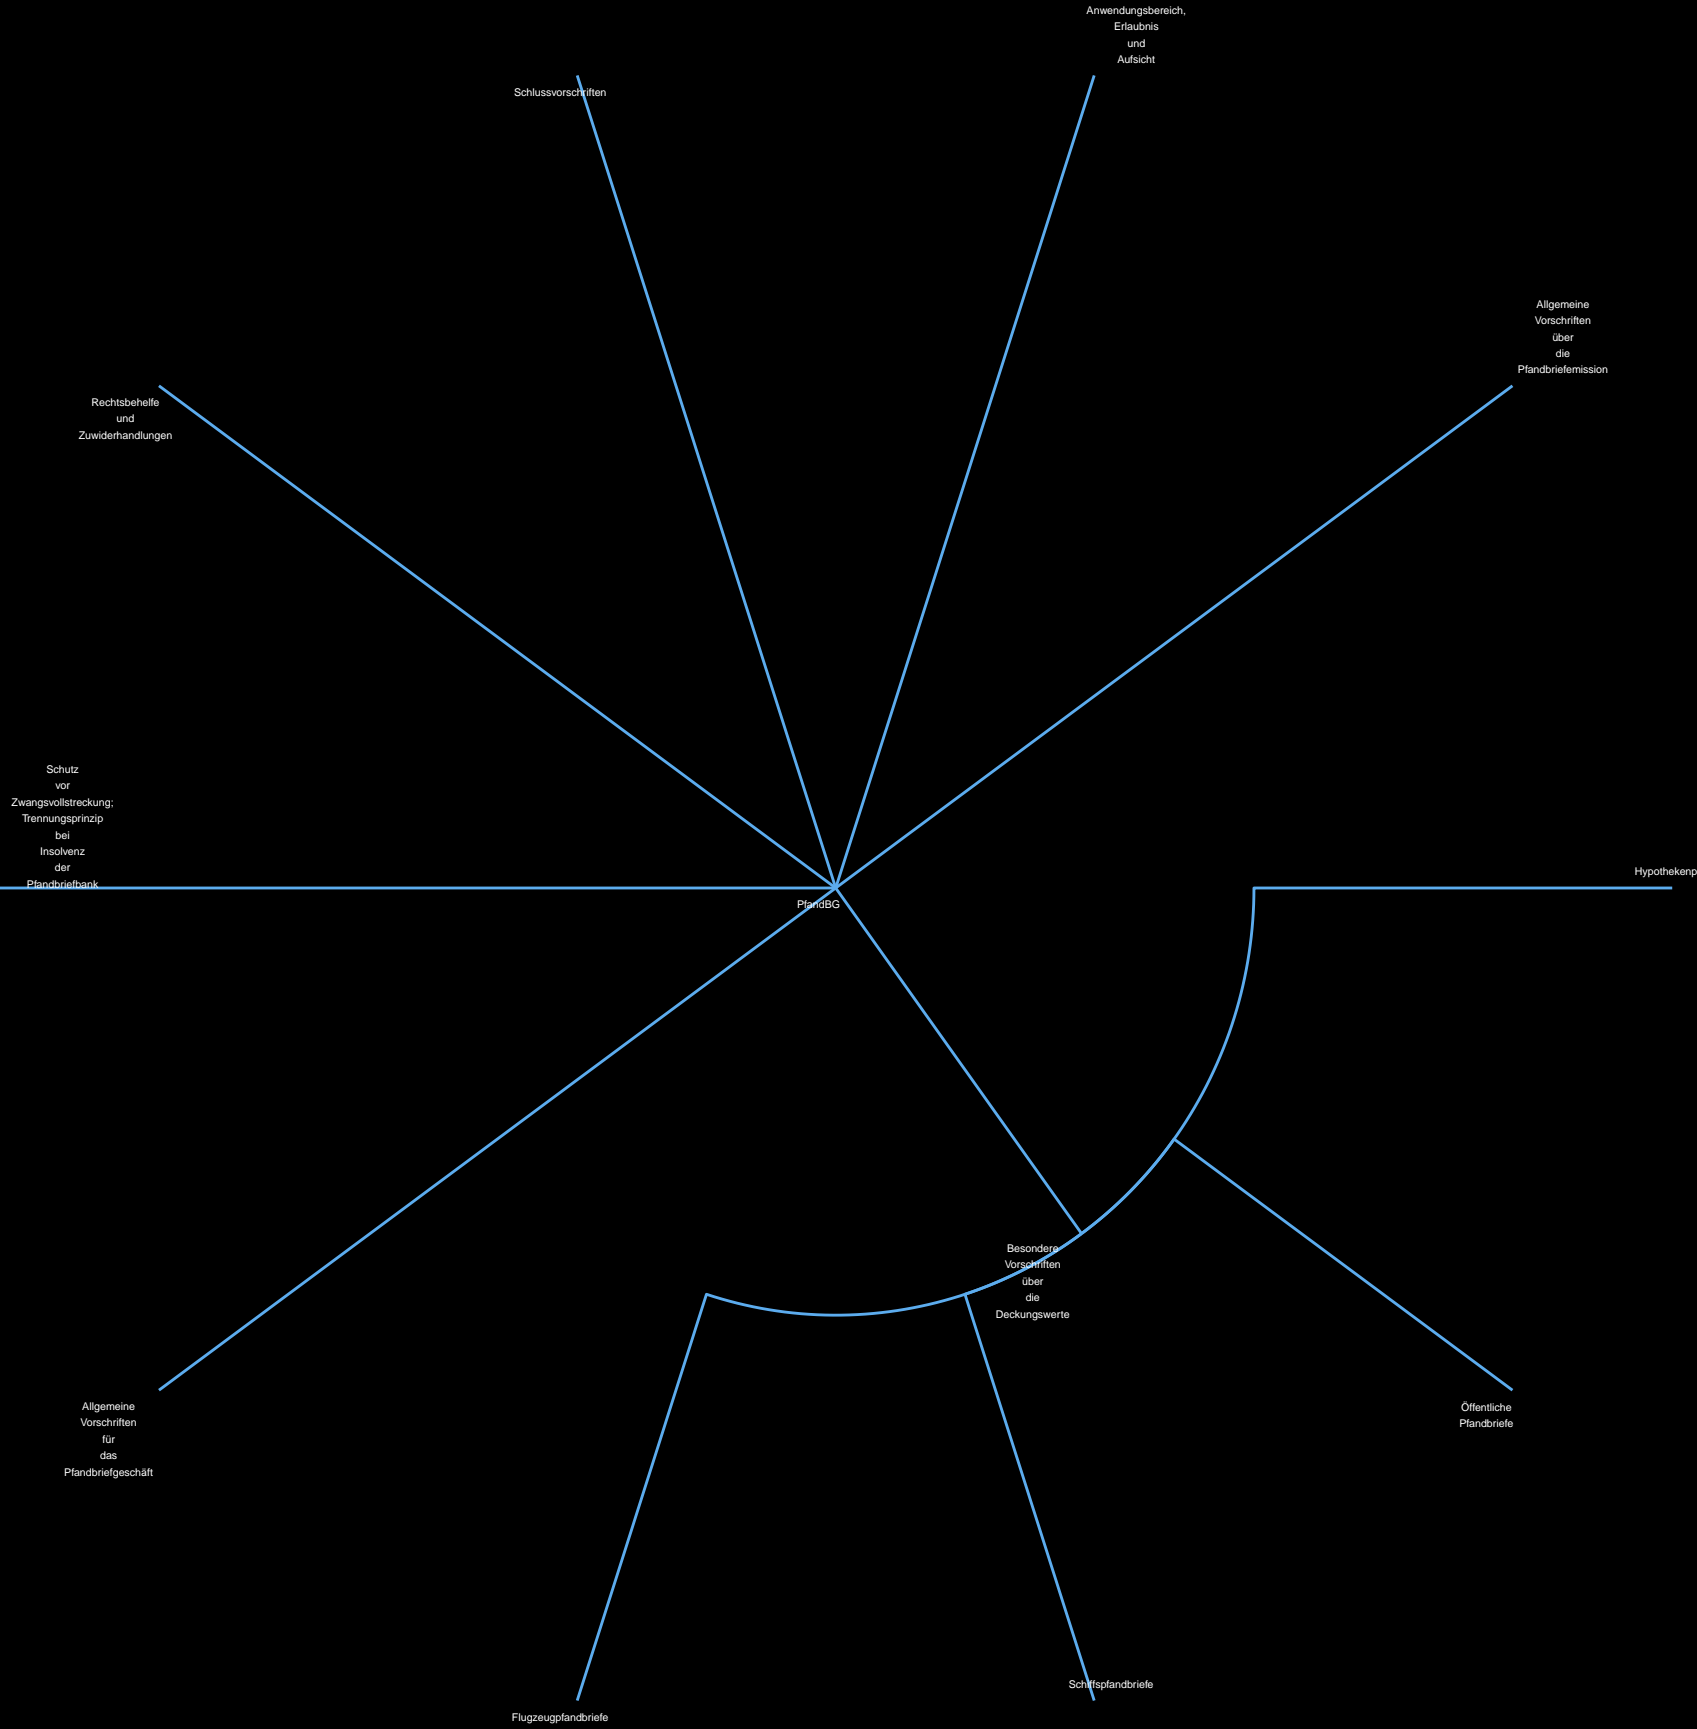 Anwendungsbereich,
Erlaubnis
und
Aufsicht
Schlussvorschriften
Allgemeine
Vorschriften
über
die
Pfandbriefemission
Rechtsbehelfe
und
Zuwiderhandlungen
Schutz
vor
Zwangsvollstreckung;
Trennungsprinzip
bei
Insolvenz
der
Pfandbriefbank
Hypothekenp
PfandBG
Besondere
Vorschriften
über
die
Deckungswerte
Allgemeine
Vorschriften
für
das
Pfandbriefgeschäft
Öffentliche
Pfandbriefe
Schiffspfandbriefe
Flugzeugpfandbriefe